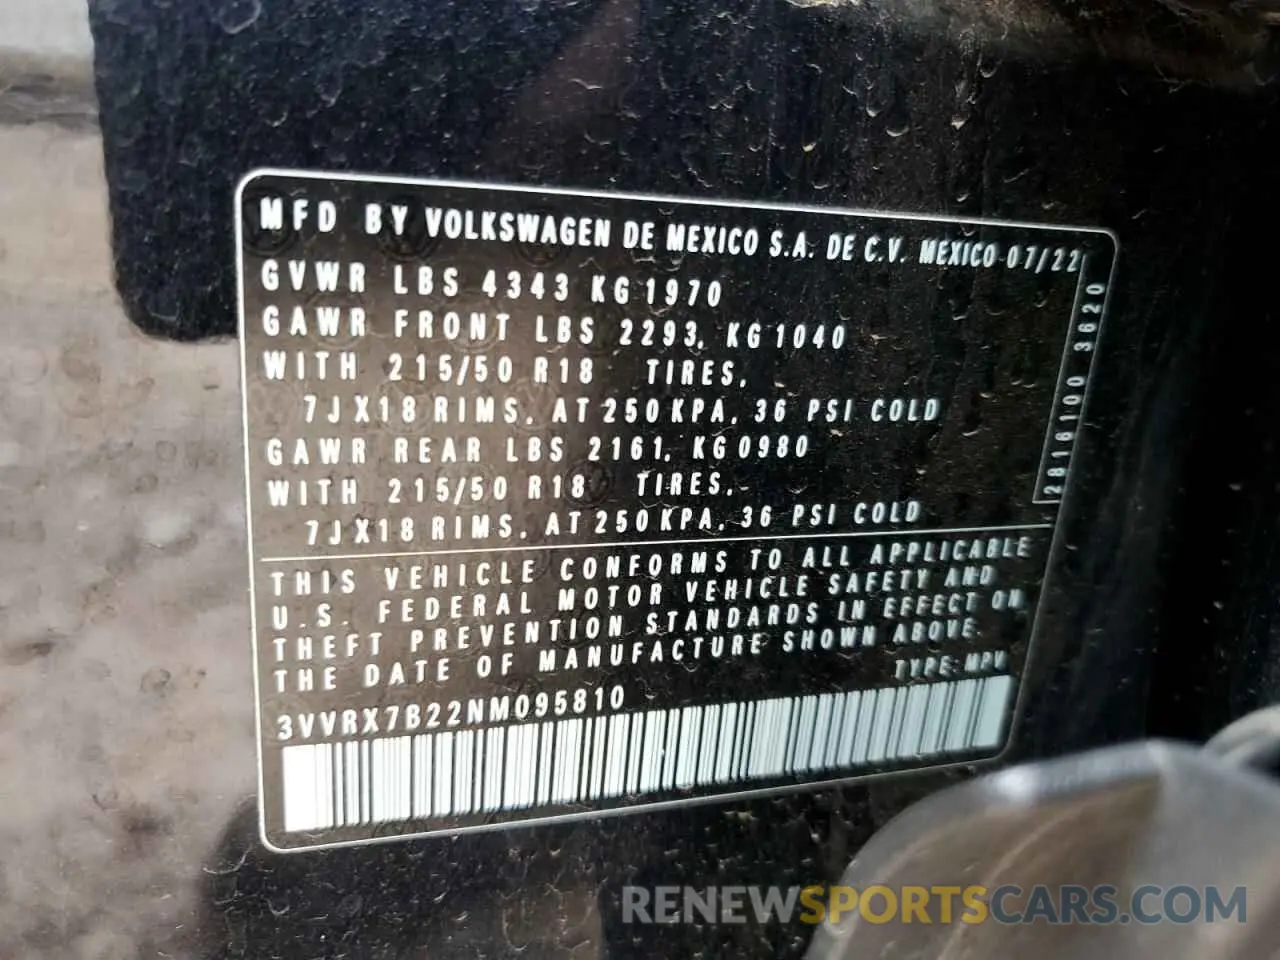 MFD BY VOLKSWAGEN DE MEXICO S.A. DE C.V. MEXICO 07/22
GVWR LBS 4343 KG 1970
GAWR FRONT LBS 2293, KG 1040
WITH 215/50 R18 TIRES,
7JX18 RIMS, AT 250 KPA, 36 PSI COLD
GAWR REAR LBS 2161, KG 0980
WITH 215/50 R18 TIRES,
7JX18 RIMS, AT 250 KPA, 36 PSI COLD
2816100 3620
THIS VEHICLE CONFORMS TO ALL APPLICABLE
U.S. FEDERAL MOTOR VEHICLE SAFETY AND
THEFT PREVENTION STANDARDS IN EFFECT ON
THE DATE OF MANUFACTURE SHOWN ABOVE.
TYPE: MPV
3VVRX7B22NM095810
RENEWSPORTSCARS.COM